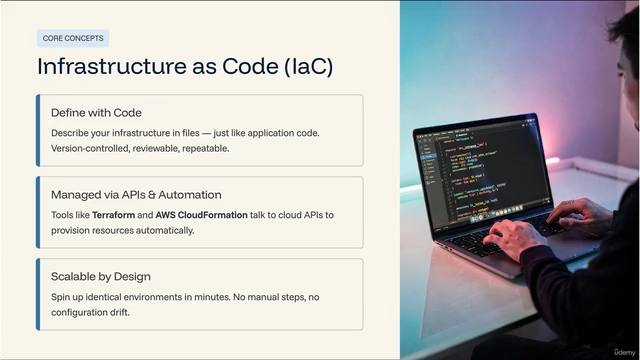 CORE CONCEPTS
Infrastructure as Code (IaC)
Define with Code
Describe your infrastructure in files — just like application code.
Version-controlled, reviewable, repeatable.
Managed via APIs & Automation
Tools like Terraform and AWS CloudFormation talk to cloud APIs to
provision resources automatically.
Scalable by Design
Spin up identical environments in minutes. No manual steps, no
configuration drift.
udemy